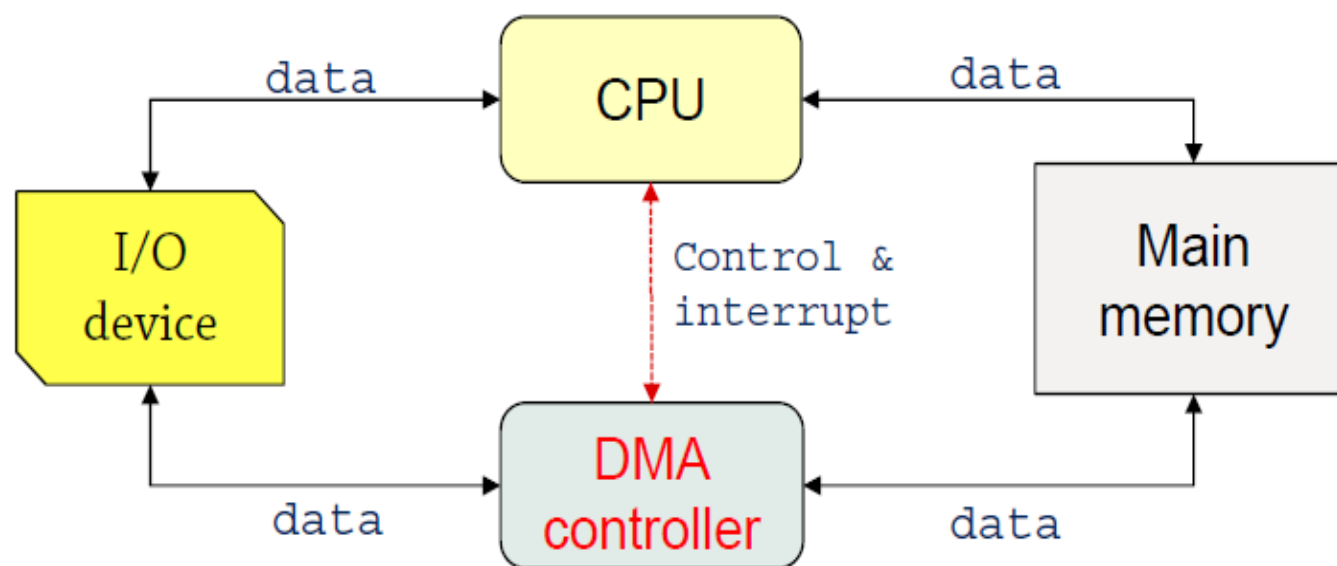 data
CPU
data
I/O
device
Control &
interrupt
Main
memory
DMA
controller
data
data